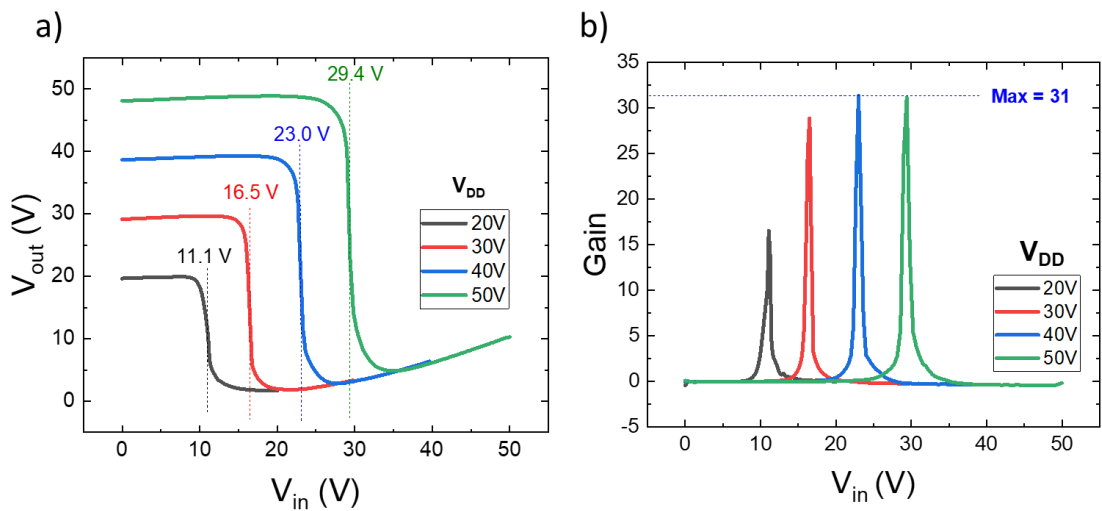 a)
50
40
30
20
10
0
V_out (V)
0 10 20 30 40 50
V_in (V)
29.4 V
23.0 V
16.5 V
11.1 V
V_DD
20V
30V
40V
50V
b)
35
30
25
20
15
10
5
0
-5
Gain
0 10 20 30 40 50
V_in (V)
Max = 31
V_DD
20V
30V
40V
50V